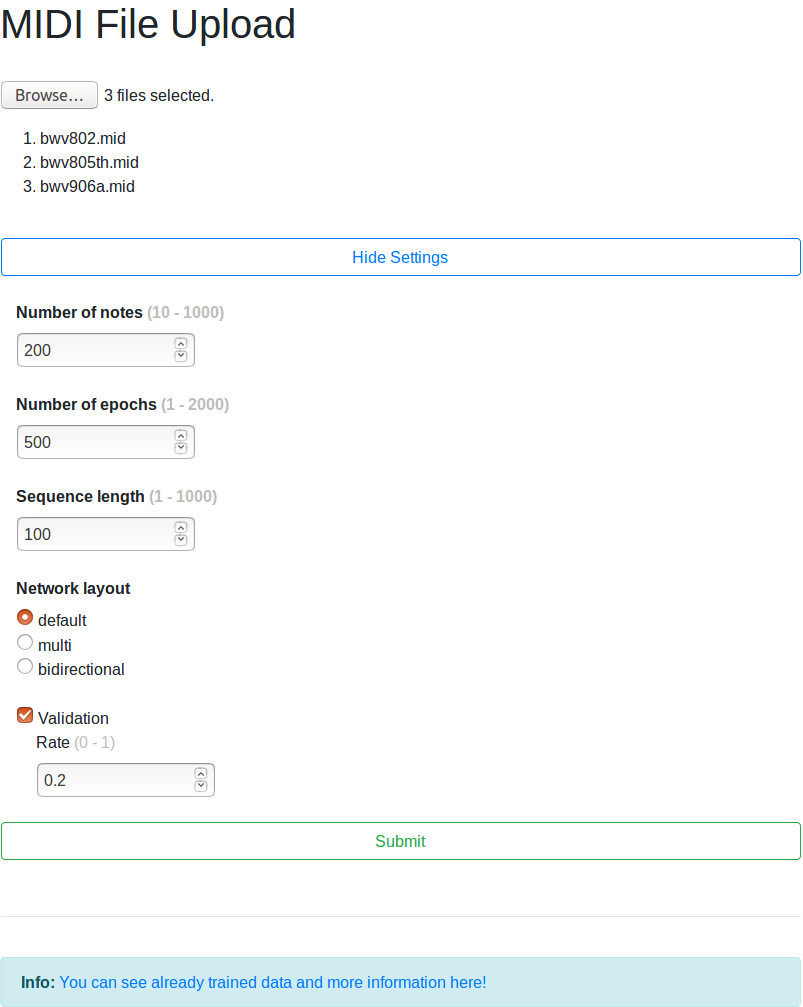 MIDI File Upload
Browse... 3 files selected.
1. bwv802.mid
2. bwv805th.mid
3. bwv906a.mid
Hide Settings
Number of notes (10 - 1000)
200
Number of epochs (1 - 2000)
500
Sequence length (1 - 1000)
100
Network layout
default
multi
bidirectional
Validation
Rate (0 - 1)
0.2
Submit
Info: You can see already trained data and more information here!